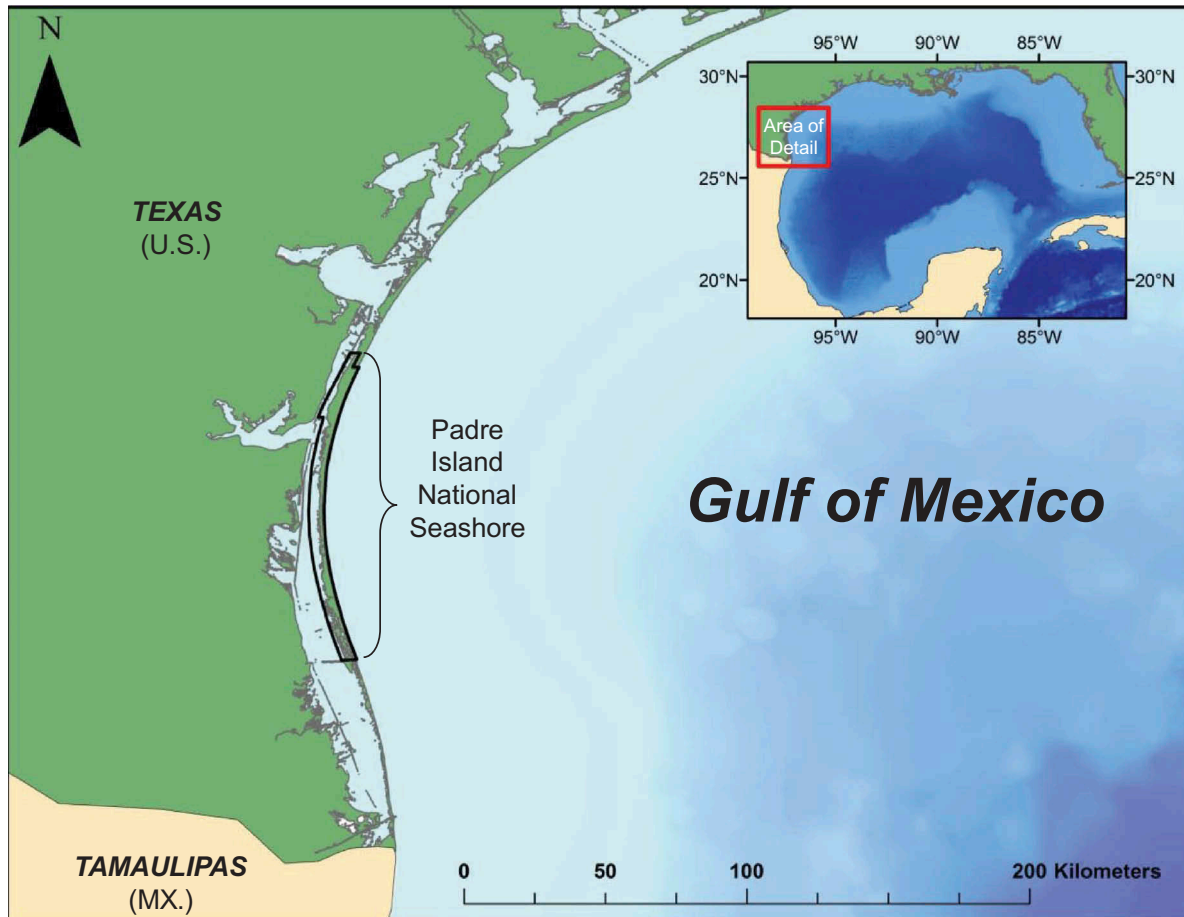 N
TEXAS
(U.S.)
95°W 90°W 85°W
30°N 30°N
Area of
Detail
25°N 25°N
20°N 20°N
95°W 90°W 85°W
Padre
Island
National
Seashore
Gulf of Mexico
TAMAULIPAS
(MX.)
0 50 100 200 Kilometers